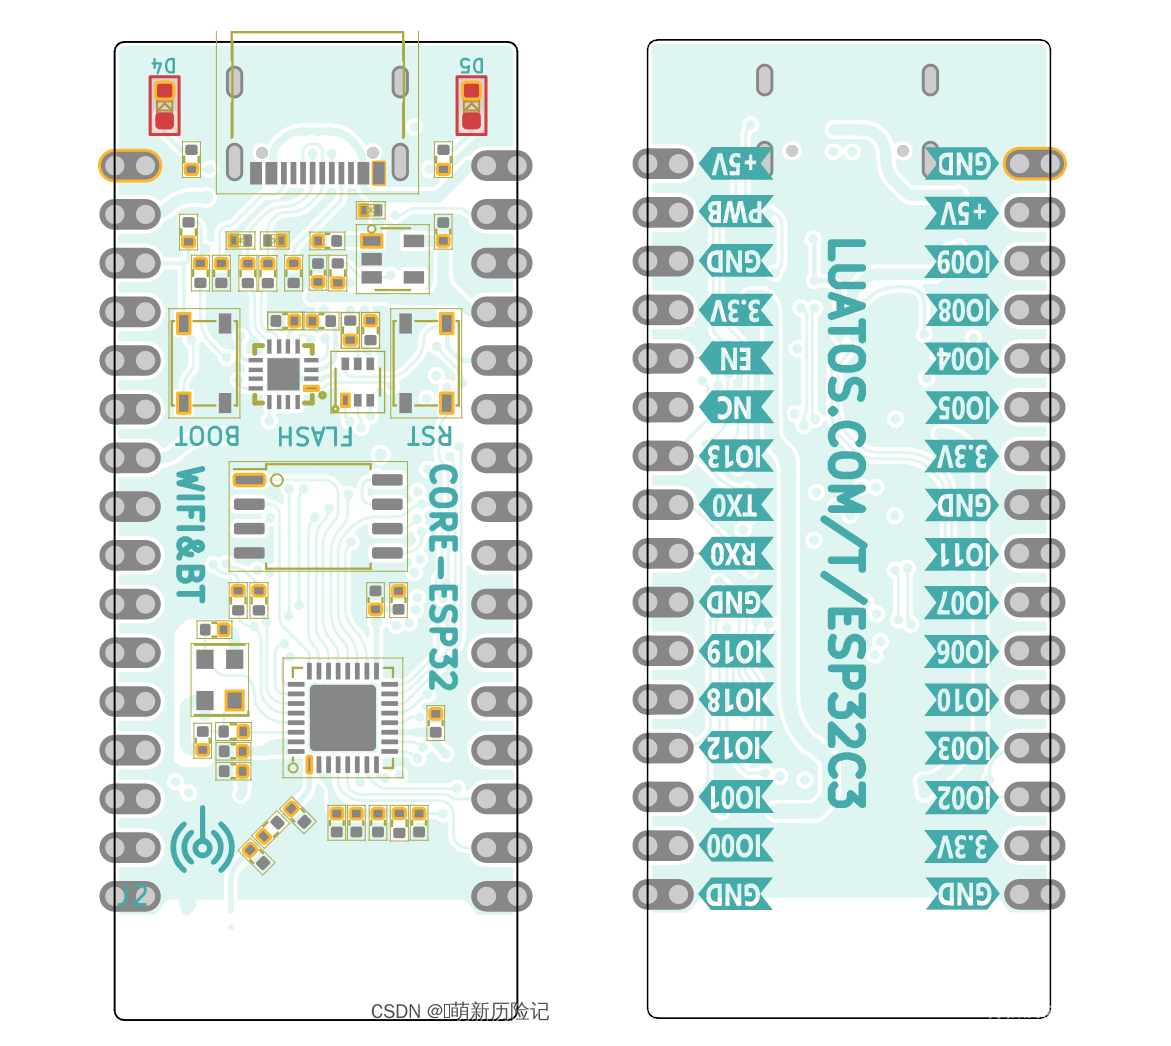 D4
D5
BOOT
FLASH
RST
WIFI&BT
CORE-ESP32
J2
+5V
PWB
GND
3.3V
EN
NC
IO13
TX0
RX0
GND
IO19
IO18
IO12
IO01
IO00
GND
LUATOS.COM/T/ESP32C3
GND
+5V
IO09
IO08
IO04
IO05
3.3V
GND
IO11
IO07
IO06
IO10
IO03
IO02
3.3V
GND
CSDN @萌新历险记